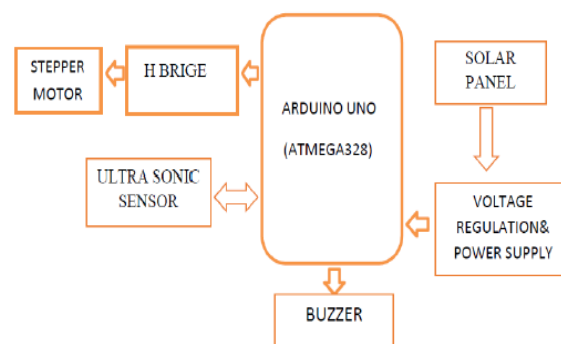 STEPPER
MOTOR
H BRIGE
ARDUINO UNO
(ATMEGA328)
SOLAR
PANEL
ULTRA SONIC
SENSOR
VOLTAGE
REGULATION&
POWER SUPPLY
BUZZER